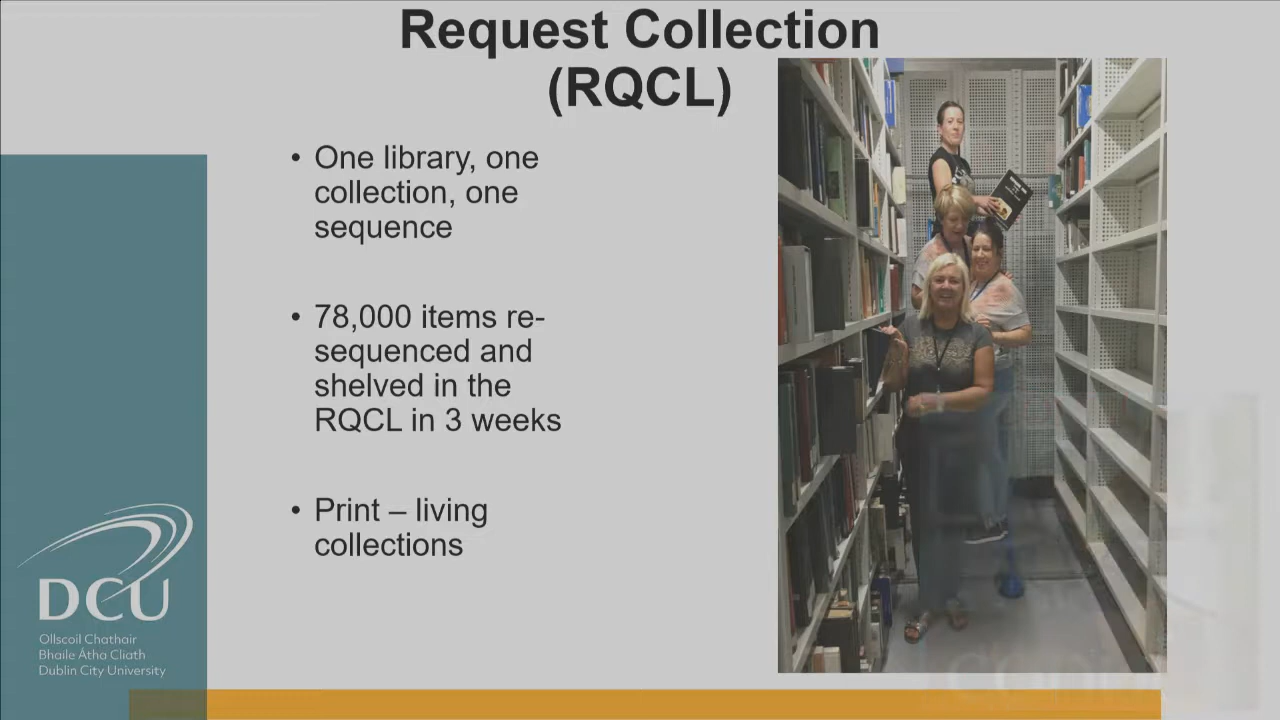 Request Collection
(RQCL)
• One library, one
collection, one
sequence
• 78,000 items re-
sequenced and
shelved in the
RQCL in 3 weeks
• Print – living
collections
DCU
Ollscoil Chathair
Bhaile Átha Cliath
Dublin City University